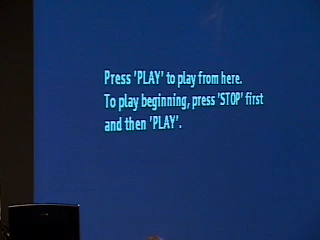 Press 'PLAY' to play from here.
To play beginning, press 'STOP' first
and then 'PLAY'.